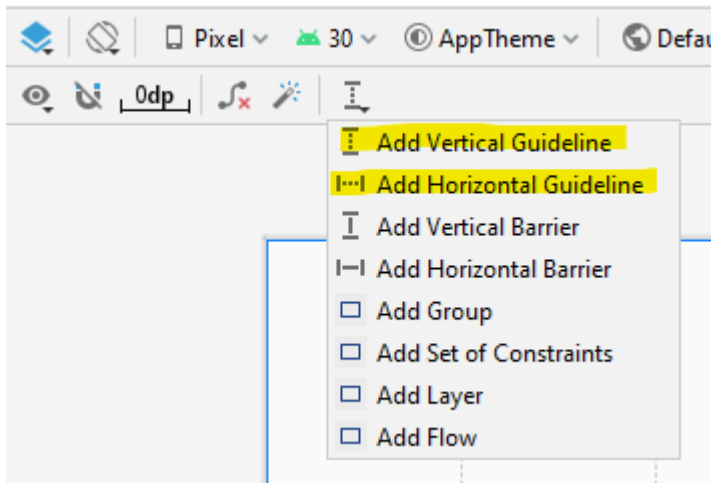 Pixel 30 AppTheme Defau
0dp
Add Vertical Guideline
Add Horizontal Guideline
Add Vertical Barrier
Add Horizontal Barrier
Add Group
Add Set of Constraints
Add Layer
Add Flow